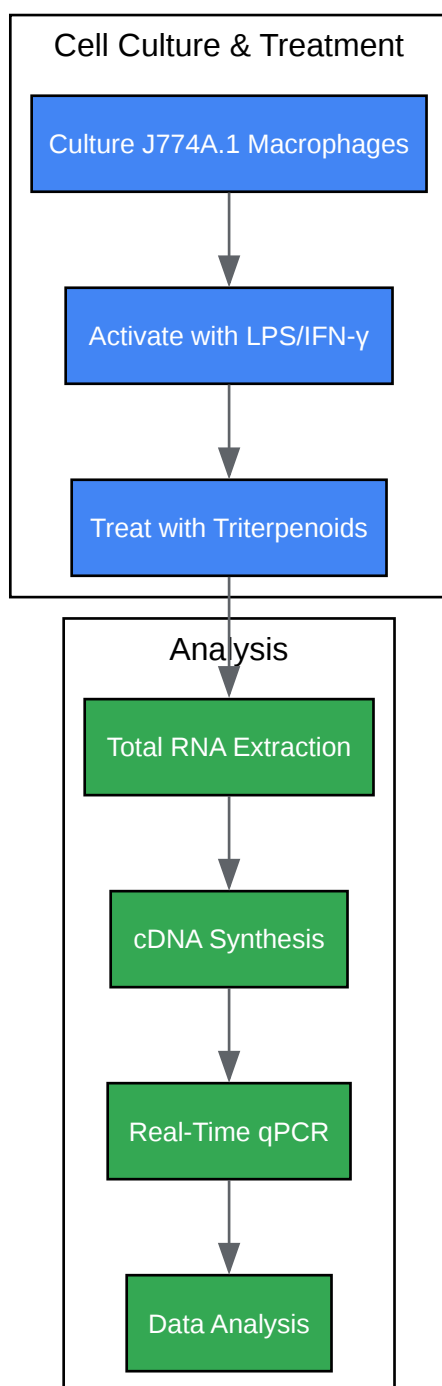 Cell Culture & Treatment
Culture J774A.1 Macrophages
Activate with LPS/IFN-γ
Treat with Triterpenoids
Analysis
Total RNA Extraction
cDNA Synthesis
Real-Time qPCR
Data Analysis